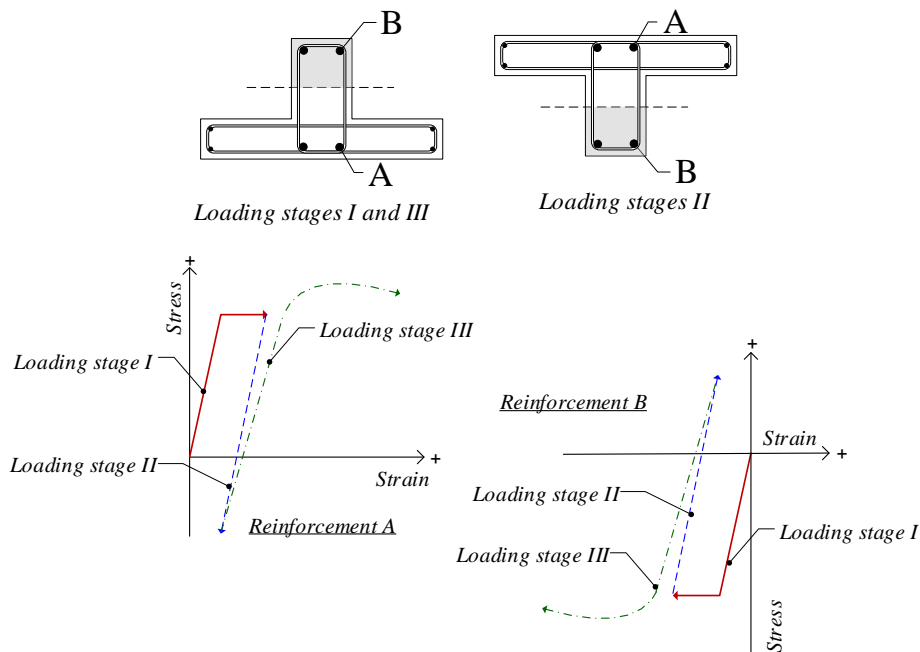 B
A
Loading stages I and III
A
B
Loading stages II
+
Stress
Loading stage III
Loading stage I
Loading stage II
Strain
+
Reinforcement A
+
Reinforcement B
Strain
+
Loading stage II
Loading stage I
Loading stage III
Stress